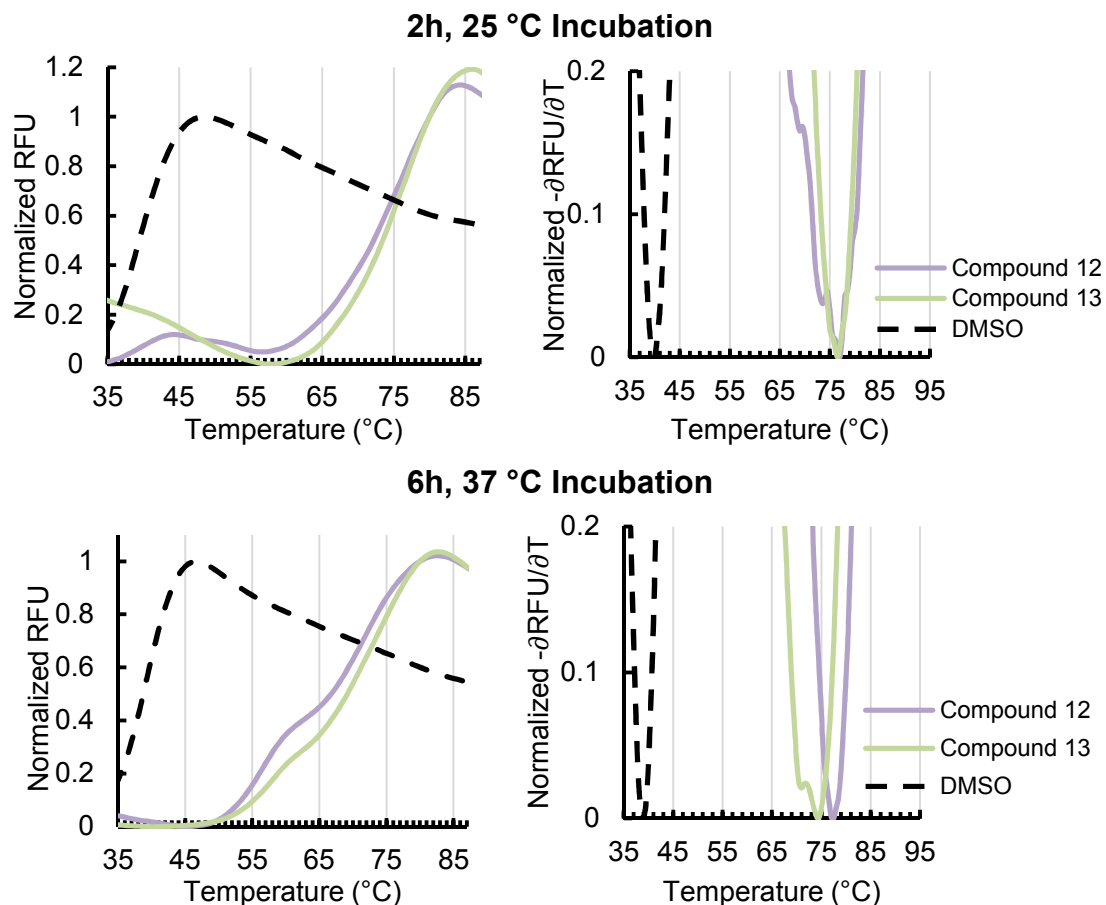 2h, 25 °C Incubation
Normalized RFU
1.2
1
0.8
0.6
0.4
0.2
0
35 45 55 65 75 85
Temperature (°C)
Normalized -∂RFU/∂T
0.2
0.1
0
35 45 55 65 75 85 95
Temperature (°C)
Compound 12
Compound 13
DMSO
6h, 37 °C Incubation
Normalized RFU
1
0.8
0.6
0.4
0.2
0
35 45 55 65 75 85
Temperature (°C)
Normalized -∂RFU/∂T
0.2
0.1
0
35 45 55 65 75 85 95
Temperature (°C)
Compound 12
Compound 13
DMSO